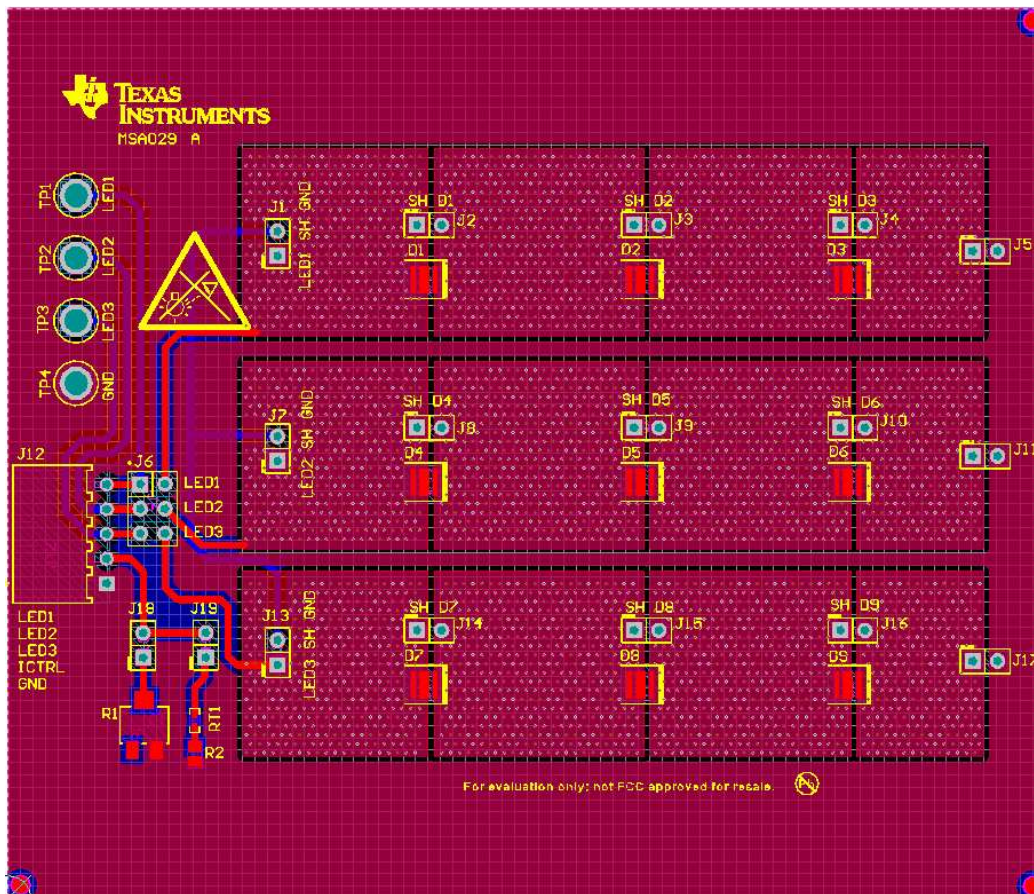 TEXAS
INSTRUMENTS
MSA029 A
TP1
LED1
TP2
LED2
TP3
LED3
TP4
GND
J1
SH GND
LED1
SH D1
J2
D1
SH D2
J3
D2
SH D3
J4
D3
J5
J7
SH GND
LED2
SH D4
J8
D4
SH D5
J9
D5
SH D6
J10
D6
J11
J12
J6
LED1
LED2
LED3
LED1
LED2
LED3
ICTRL
GND
J18
J19
R1
RT1
R2
J13
SH GND
LED3
SH D7
J14
D7
SH D8
J15
D8
SH D9
J16
D9
J17
For evaluation only; not FCC approved for resale.
Pb